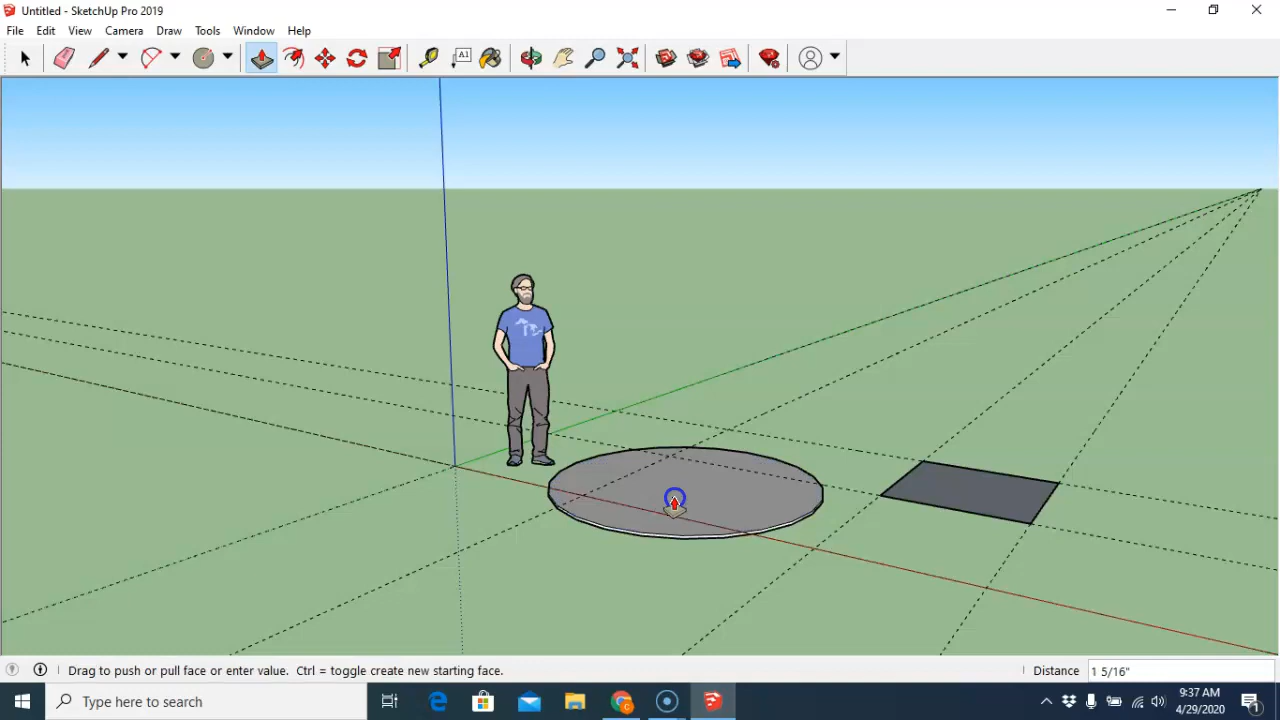 Untitled - SketchUp Pro 2019
File Edit View Camera Draw Tools Window Help
A1
Drag to push or pull face or enter value. Ctrl = toggle create new starting face. Distance 1 5/16"
Type here to search
9:37 AM
4/29/2020
1